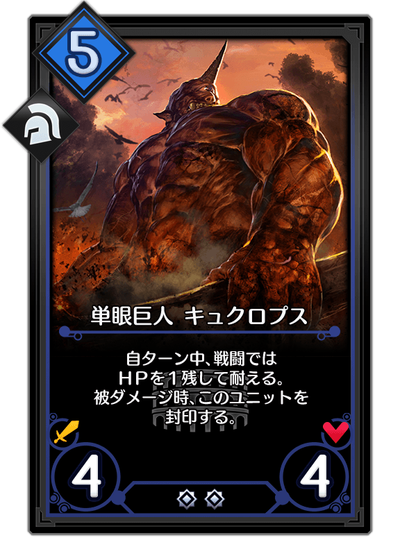 5
単眼巨人 キュクロプス
自ターン中、戦闘では
HPを1残して耐える。
被ダメージ時、このユニットを
封印する。
4
4